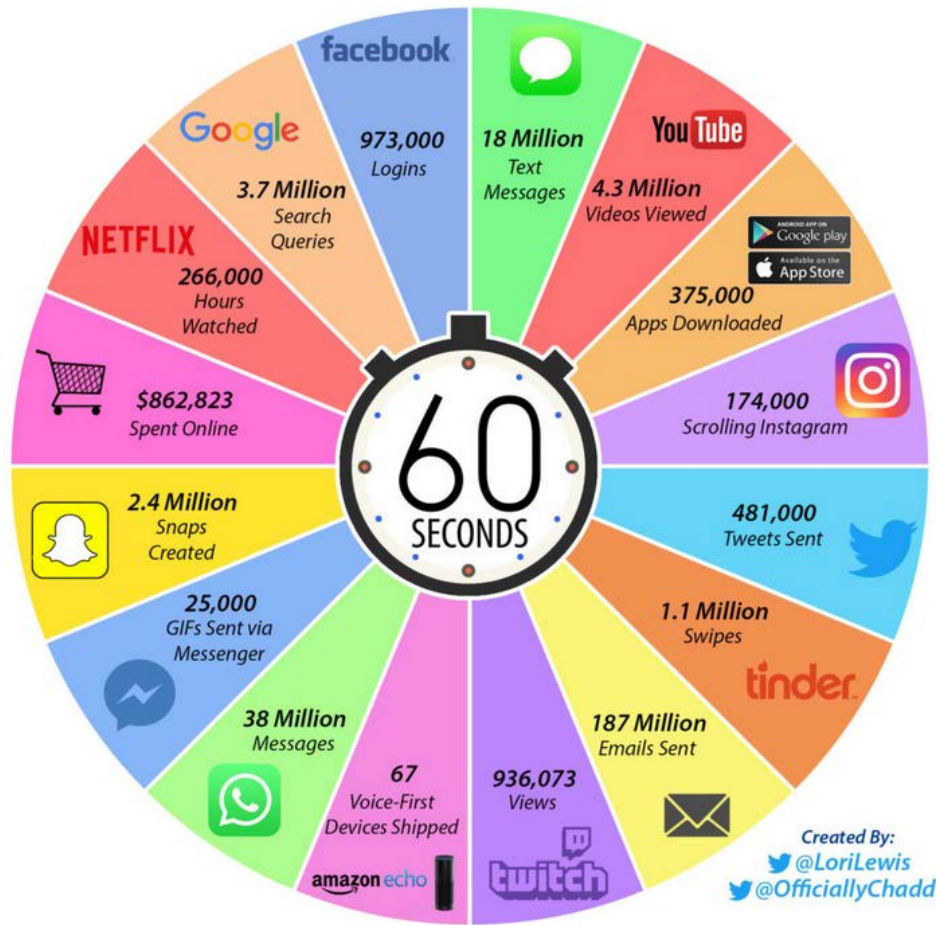 facebook
973,000
Logins
18 Million
Text
Messages
You Tube
4.3 Million
Videos Viewed
ANDROID APP ON
Google play
Available on the
App Store
375,000
Apps Downloaded
174,000
Scrolling Instagram
481,000
Tweets Sent
1.1 Million
Swipes
tinder
187 Million
Emails Sent
936,073
Views
twitch
67
Voice-First
Devices Shipped
amazon echo
38 Million
Messages
25,000
GIFs Sent via
Messenger
2.4 Million
Snaps
Created
$862,823
Spent Online
NETFLIX
266,000
Hours
Watched
Google
3.7 Million
Search
Queries
60
SECONDS
Created By:
@LoriLewis
@OfficiallyChadd